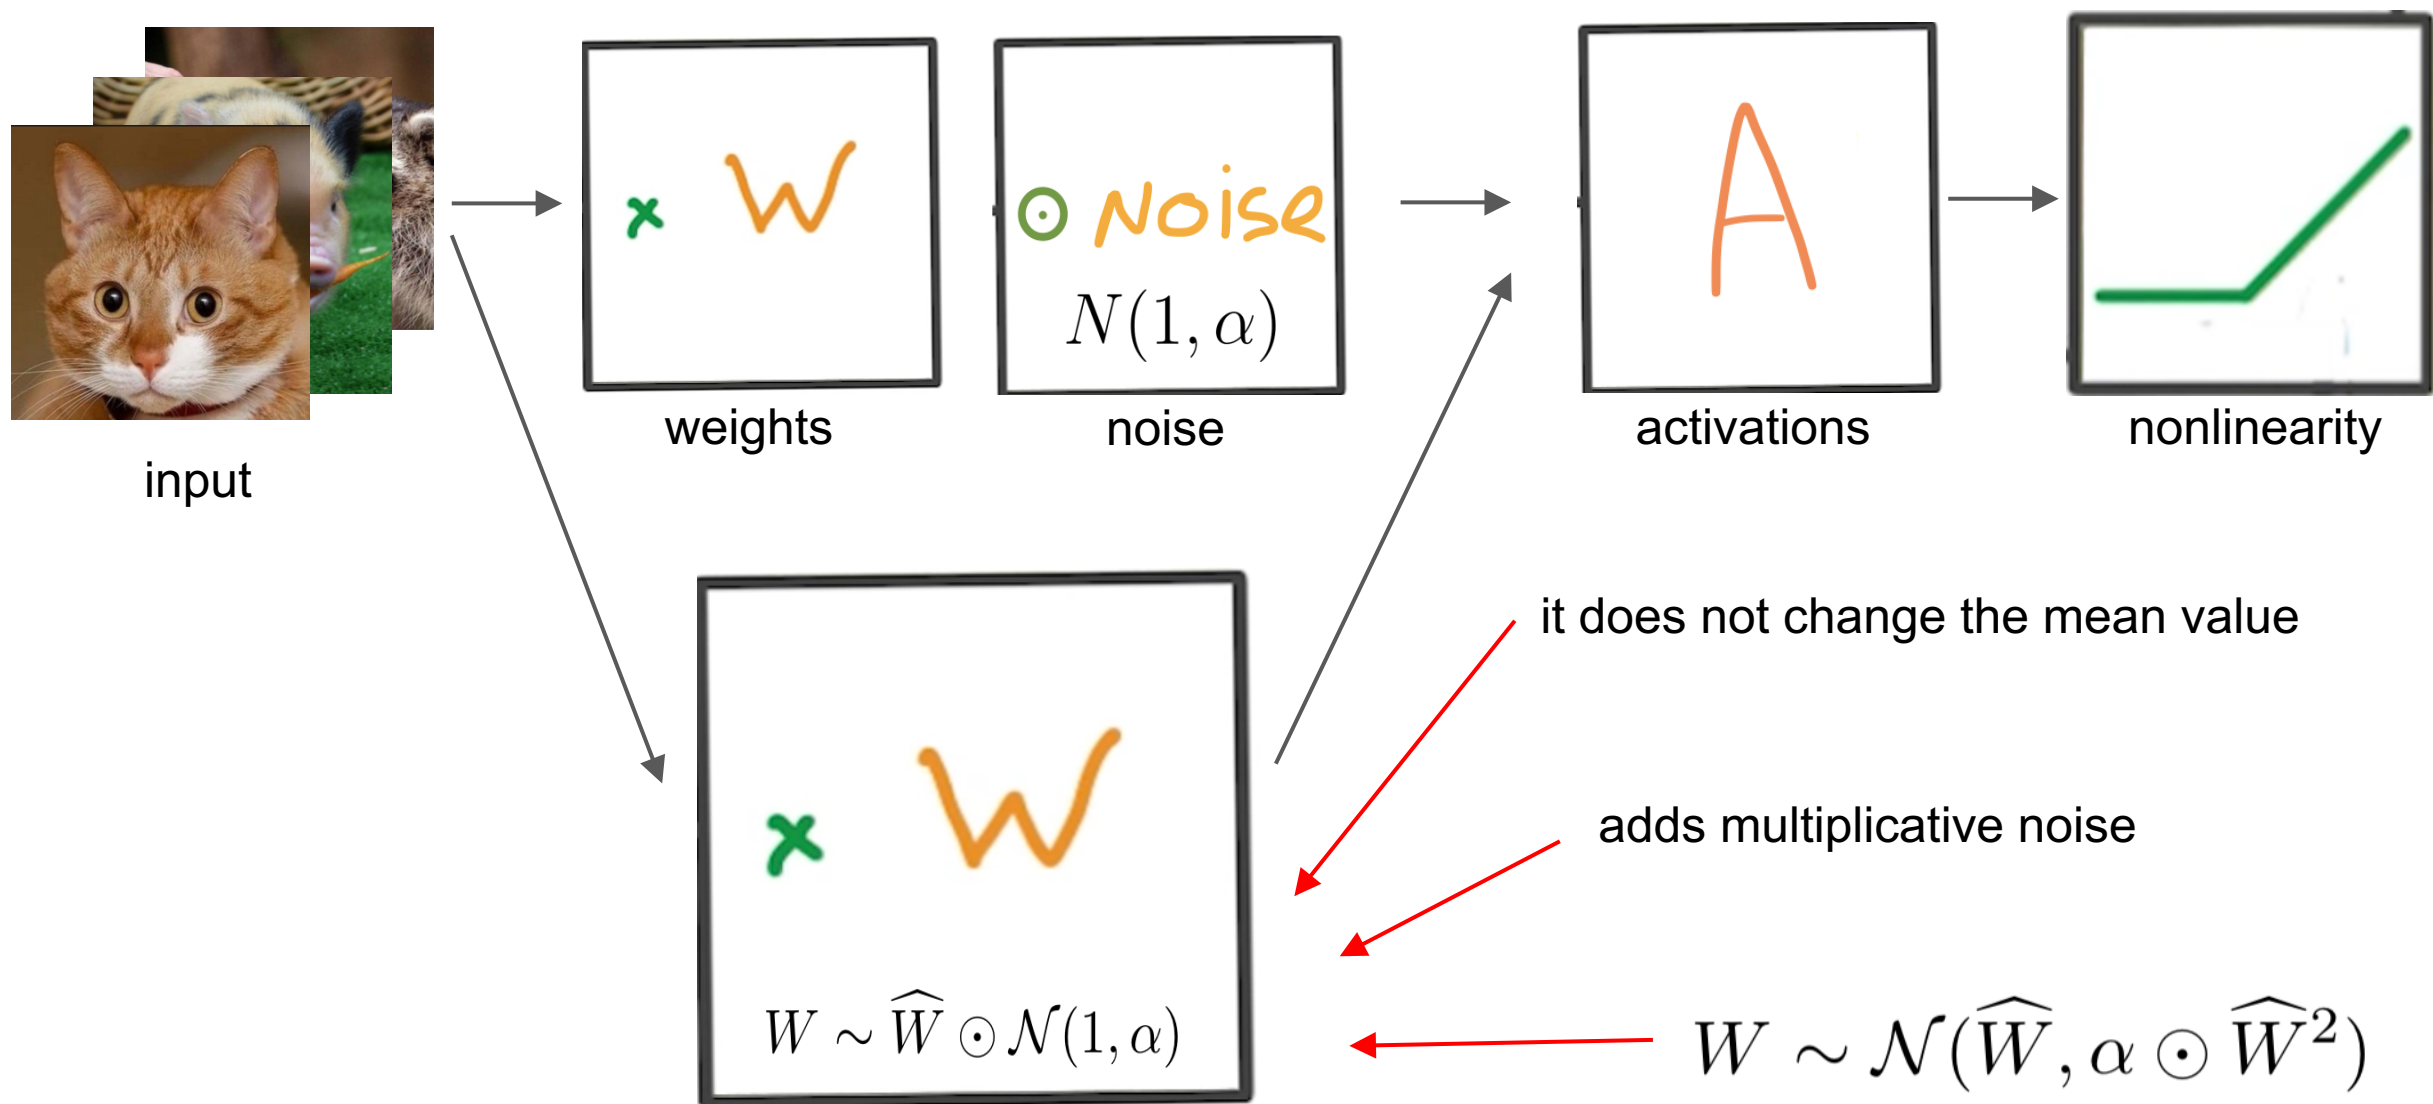 × W
⊙ Noise
N(1, α)
A
input
weights
noise
activations
nonlinearity
× W
W ∼ Ŵ ⊙ 𝒩(1, α)
it does not change the mean value
adds multiplicative noise
W ∼ 𝒩(Ŵ, α ⊙ Ŵ²)